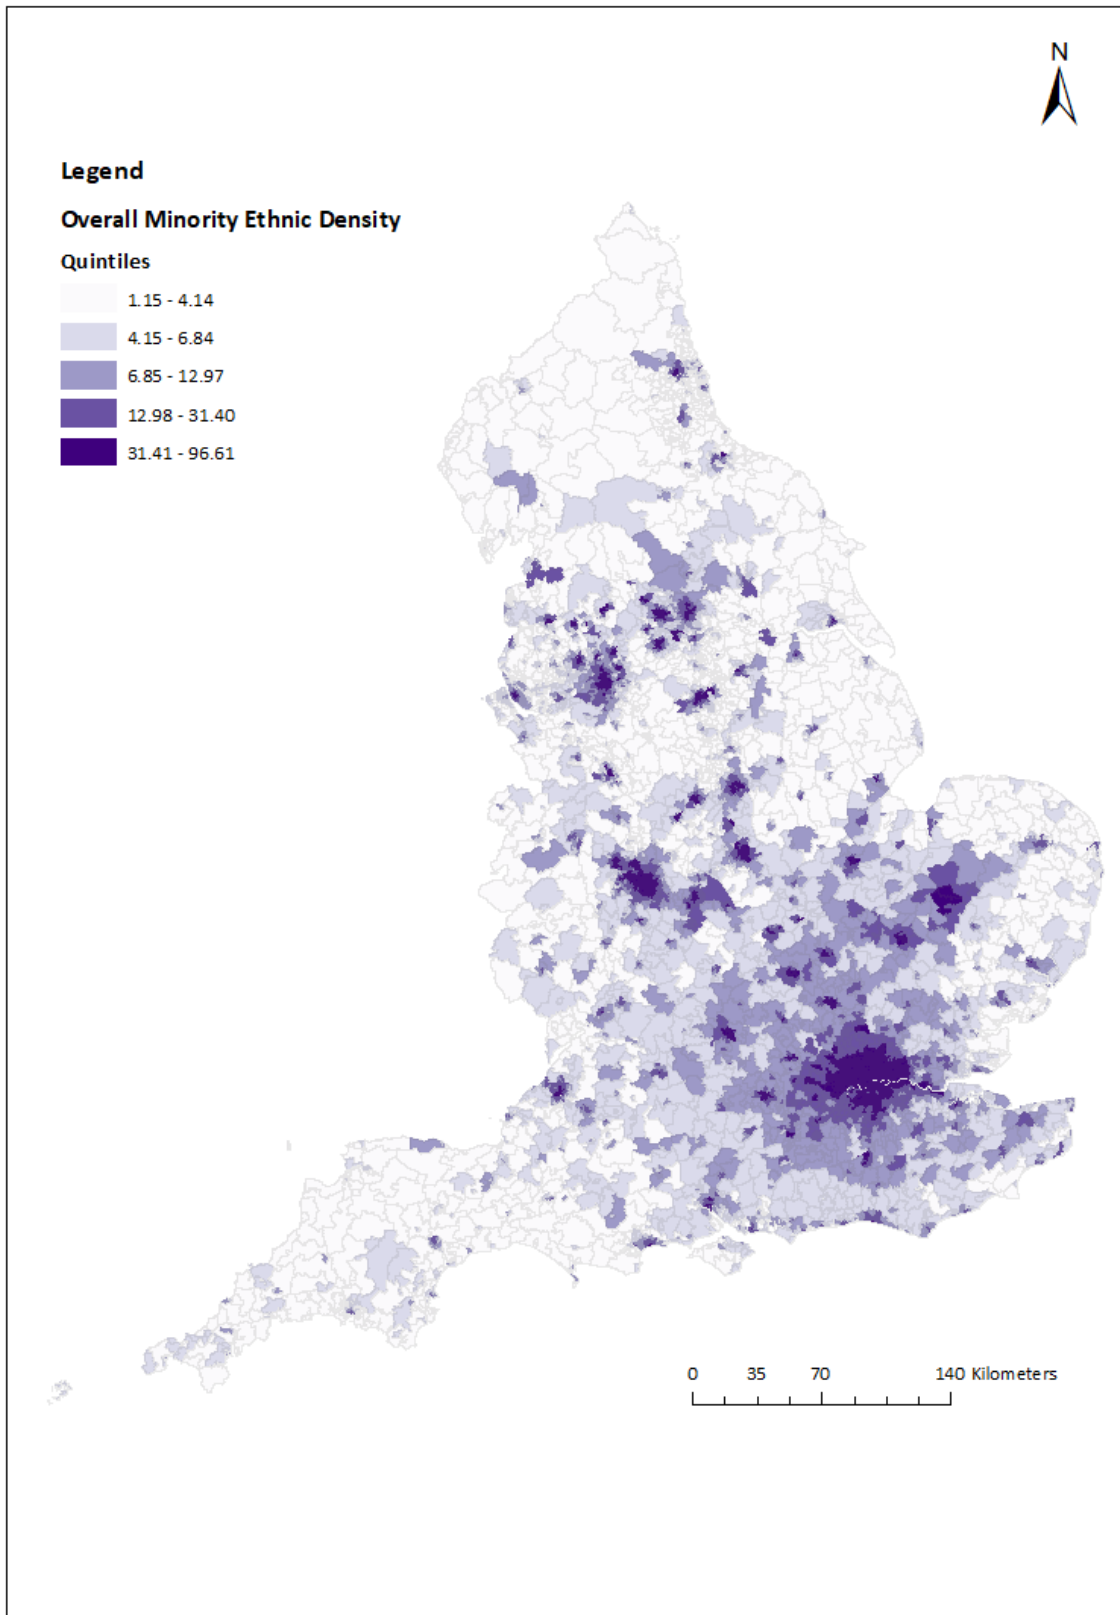 N
Legend
Overall Minority Ethnic Density
Quintiles
1.15 - 4.14
4.15 - 6.84
6.85 - 12.97
12.98 - 31.40
31.41 - 96.61
0 35 70 140 Kilometers